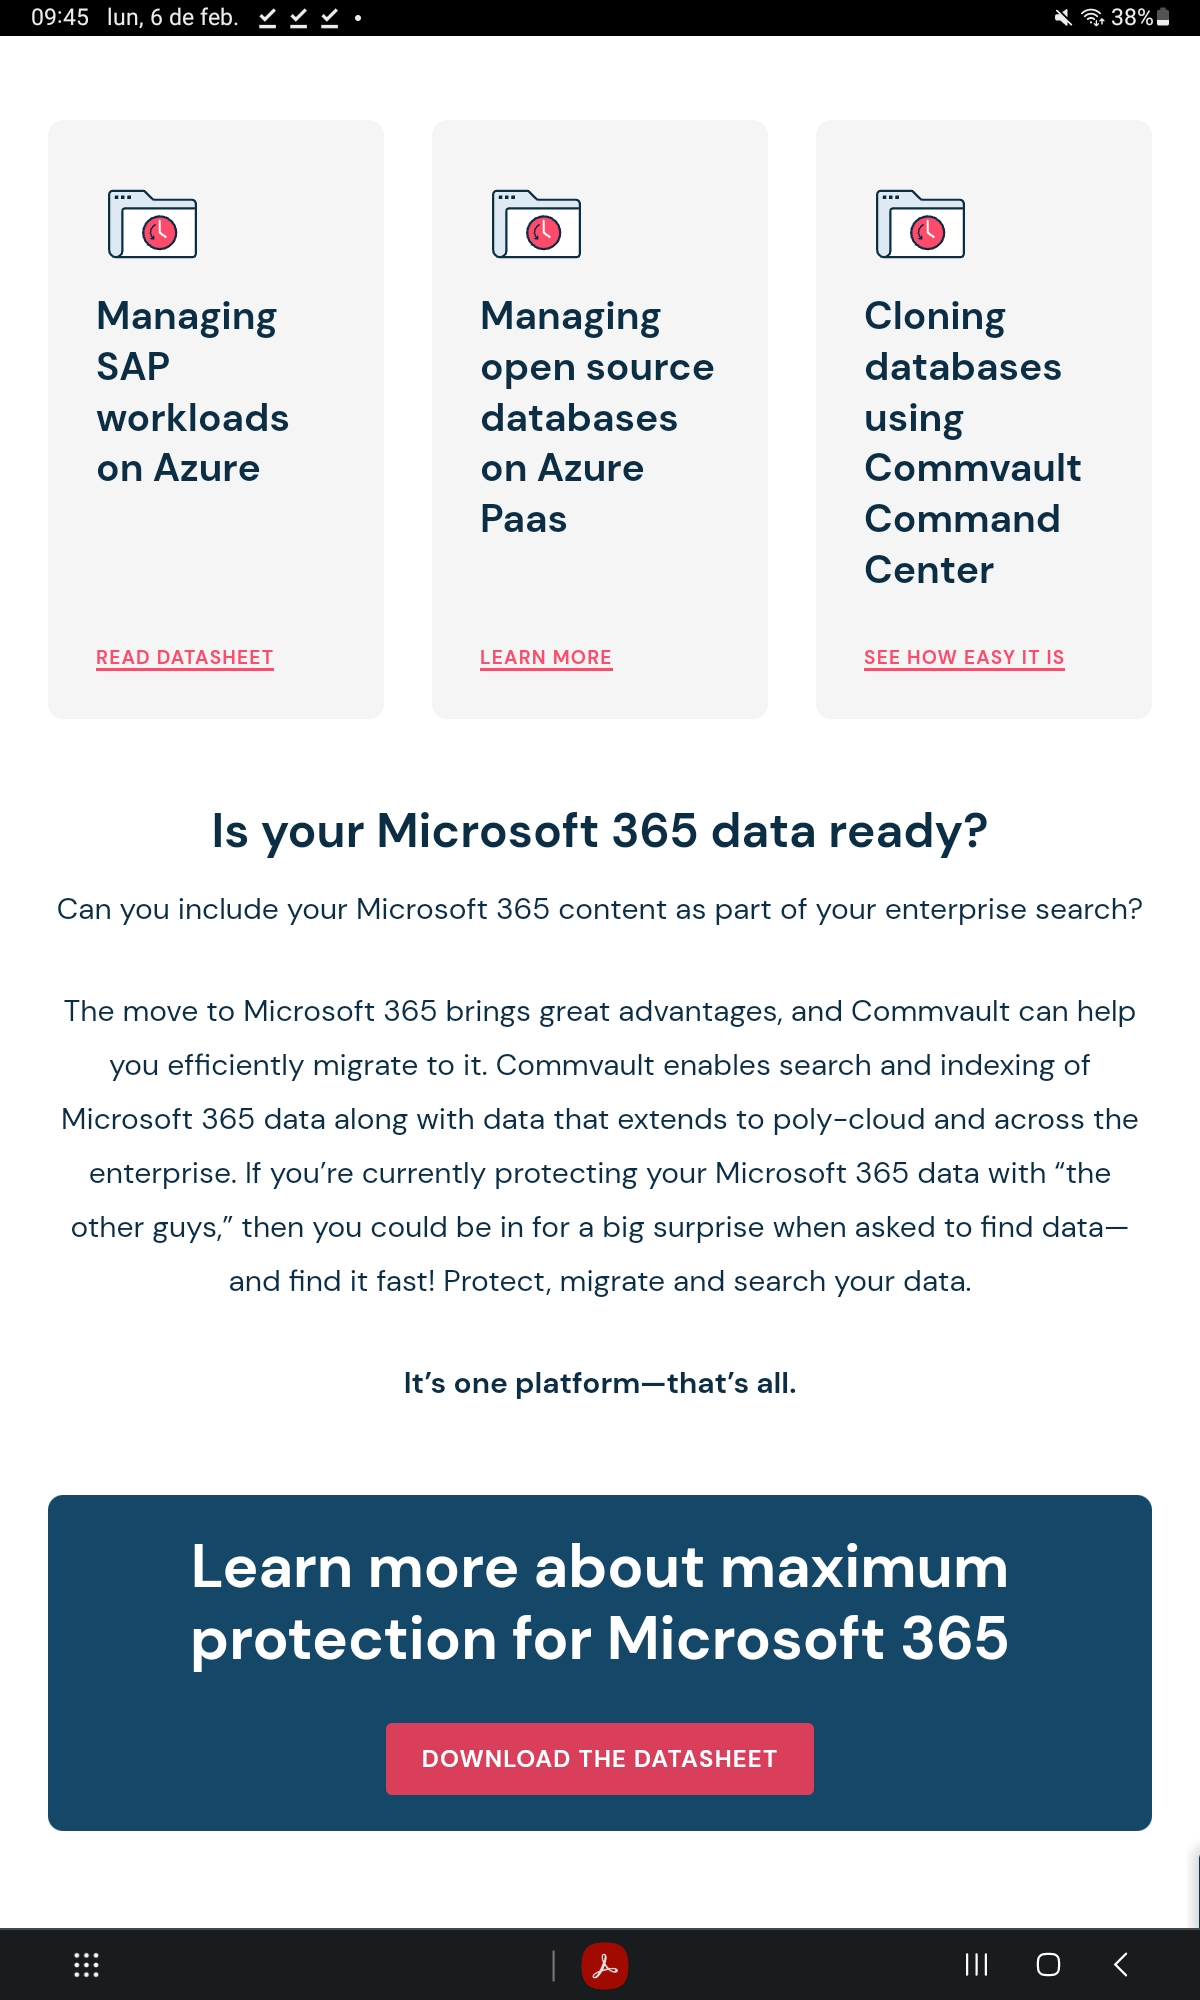 09:45 lun, 6 de feb.
38%
Managing
SAP
workloads
on Azure
READ DATASHEET
Managing
open source
databases
on Azure
Paas
LEARN MORE
Cloning
databases
using
Commvault
Command
Center
SEE HOW EASY IT IS
Is your Microsoft 365 data ready?
Can you include your Microsoft 365 content as part of your enterprise search?
The move to Microsoft 365 brings great advantages, and Commvault can help
you efficiently migrate to it. Commvault enables search and indexing of
Microsoft 365 data along with data that extends to poly-cloud and across the
enterprise. If you’re currently protecting your Microsoft 365 data with “the
other guys,” then you could be in for a big surprise when asked to find data—
and find it fast! Protect, migrate and search your data.
It’s one platform—that’s all.
Learn more about maximum
protection for Microsoft 365
DOWNLOAD THE DATASHEET